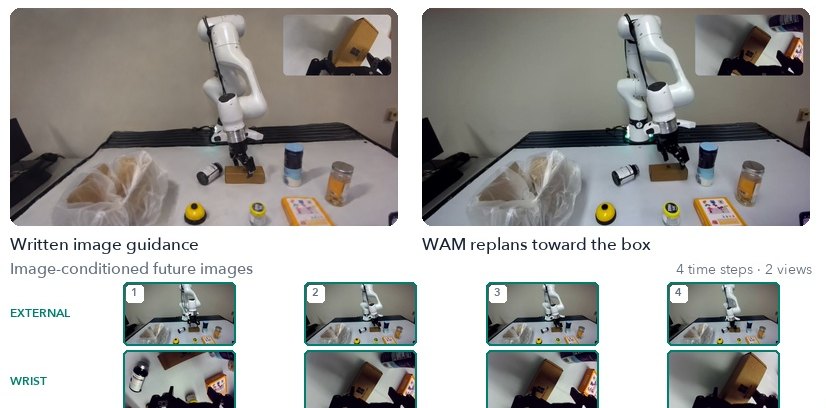 Written image guidance
WAM replans toward the box
Image-conditioned future images
4 time steps · 2 views
EXTERNAL
1
2
3
4
WRIST